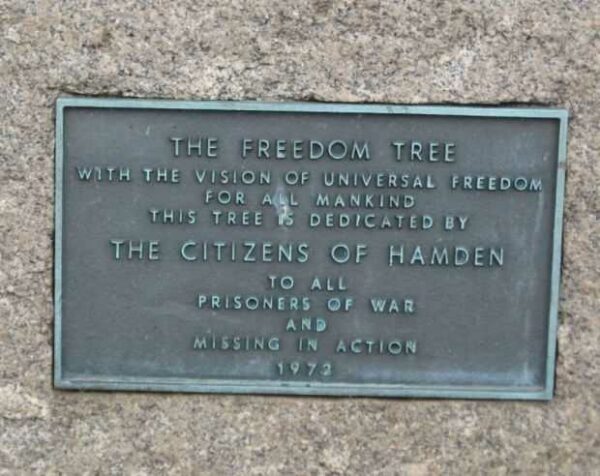 THE FREEDOM TREE
WITH THE VISION OF UNIVERSAL FREEDOM
FOR ALL MANKIND
THIS TREE IS DEDICATED BY
THE CITIZENS OF HAMDEN
TO ALL
PRISONERS OF WAR
AND
MISSING IN ACTION
1973